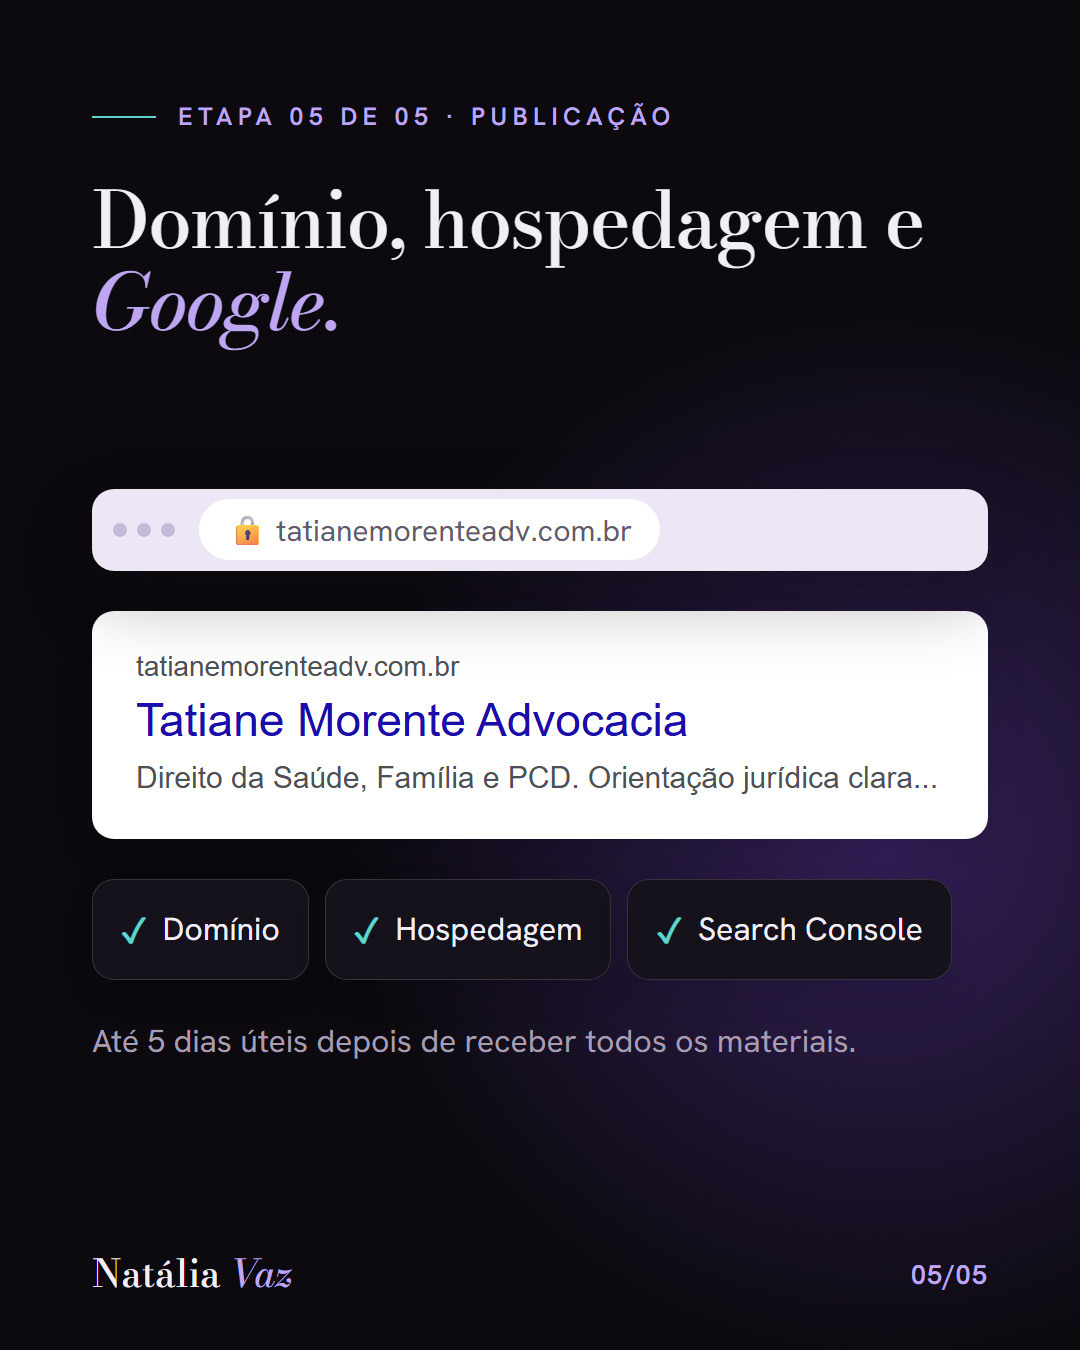 ETAPA 05 DE 05 · PUBLICAÇÃO
Domínio, hospedagem e
Google.
tatianemorenteadv.com.br
tatianemorenteadv.com.br
Tatiane Morente Advocacia
Direito da Saúde, Família e PCD. Orientação jurídica clara...
✓ Domínio ✓ Hospedagem ✓ Search Console
Até 5 dias úteis depois de receber todos os materiais.
Natália Vaz 05/05